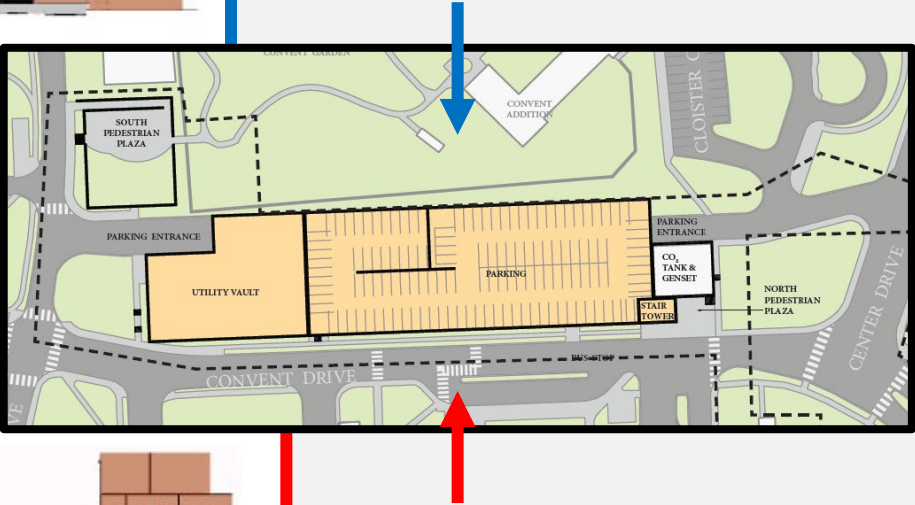 CONVENT GARDEN
SOUTH
PEDESTRIAN
PLAZA
CONVENT
ADDITION
CLOISTER C
PARKING ENTRANCE
PARKING
ENTRANCE
UTILITY VAULT
PARKING
CO2
TANK &
GENSET
STAIR
TOWER
NORTH
PEDESTRIAN
PLAZA
CENTER DRIVE
BUS STOP
CONVENT DRIVE
VE